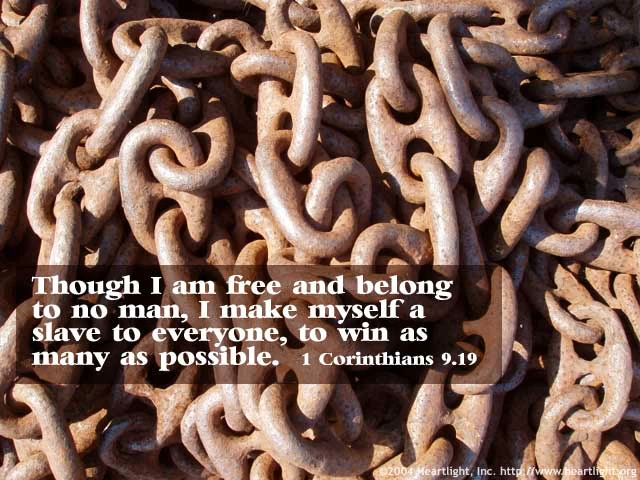 Though I am free and belong
to no man, I make myself a
slave to everyone, to win as
many as possible. 1 Corinthians 9.19
©2004 Heartlight, Inc. http://www.heartlight.org